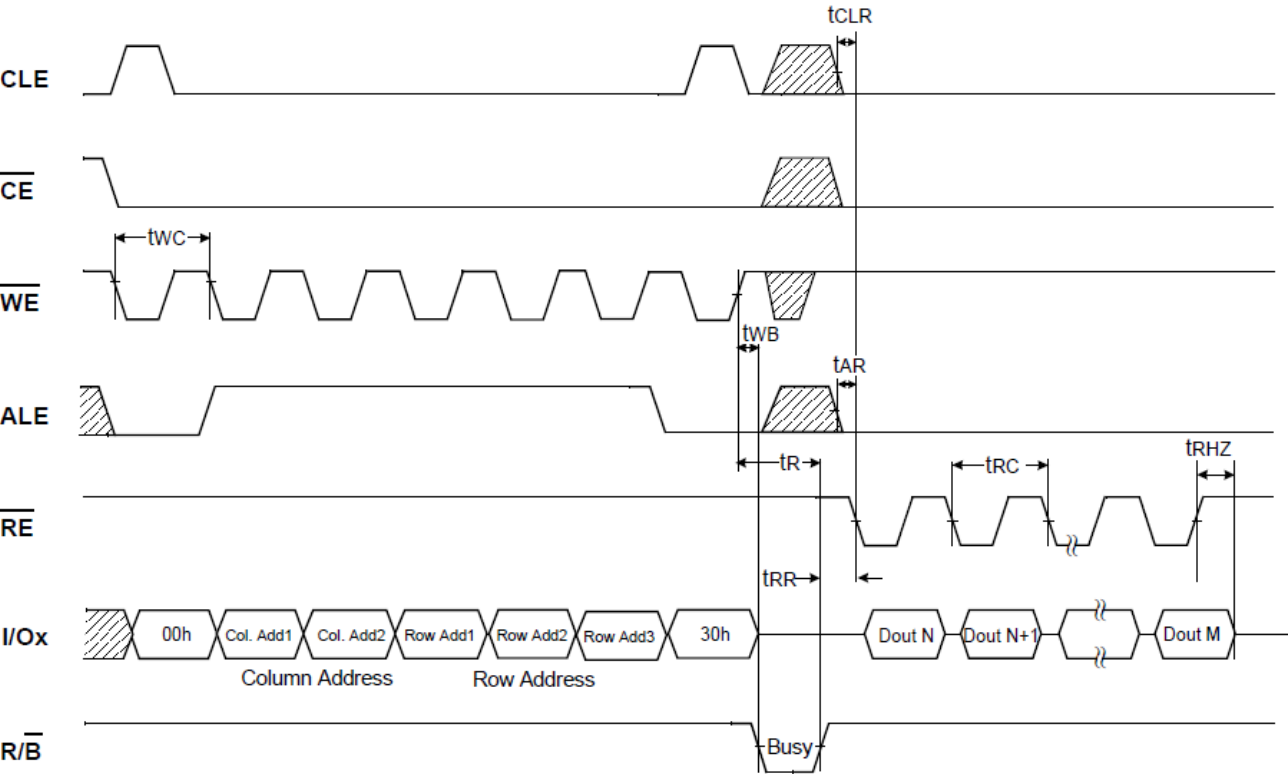 tCLR
CLE
CE
tWC
WE
tWB
tAR
ALE
tR
tRC
tRHZ
RE
tRR
I/Ox
00h
Col. Add1
Col. Add2
Row Add1
Row Add2
Row Add3
30h
Dout N
Dout N+1
Dout M
Column Address
Row Address
R/B
Busy